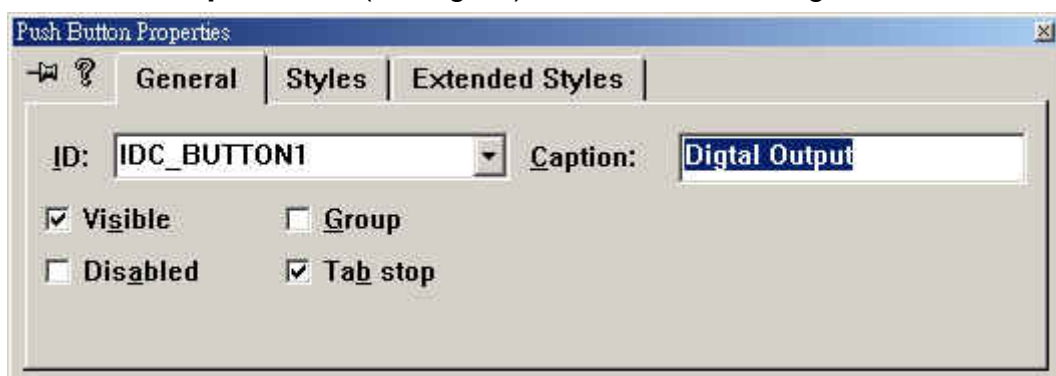 Push Button Properties
General Styles Extended Styles
ID: IDC_BUTTON1 Caption: Digtal Output
Visible Group
Disabled Tab stop